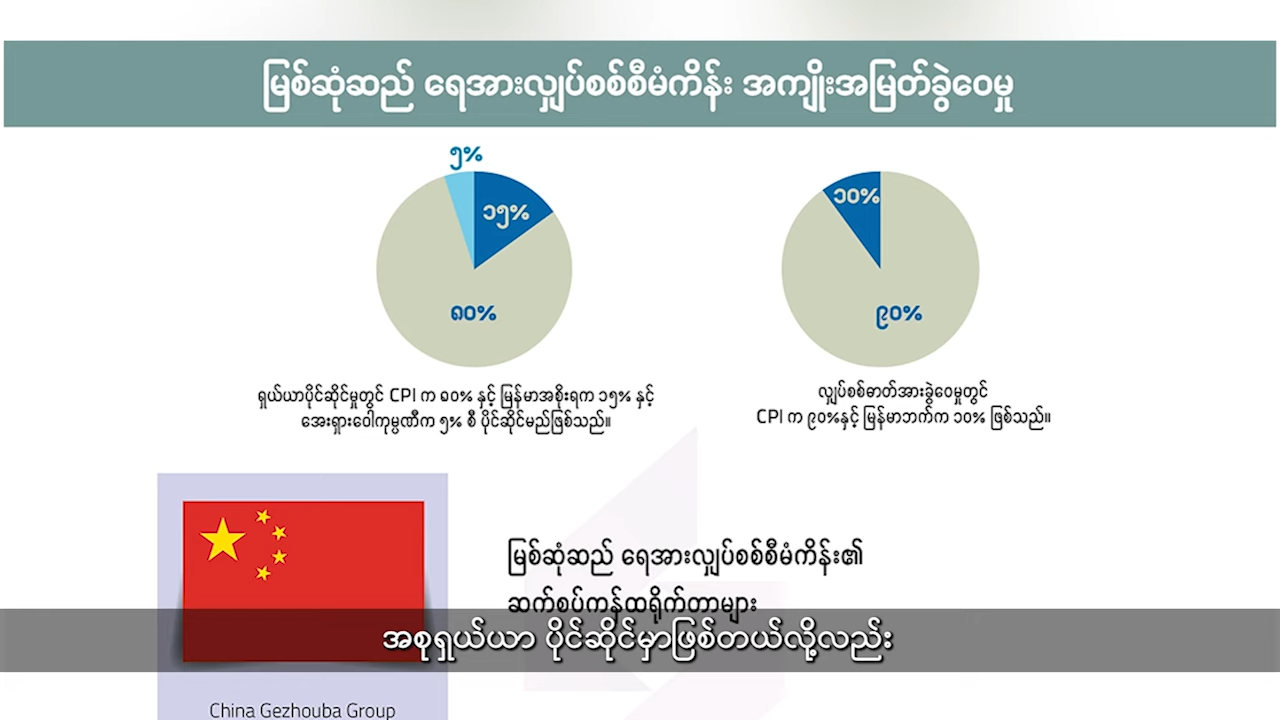 မြစ်ဆုံဆည် ရေအားလျှပ်စစ်စီမံကိန်း အကျိုးအမြတ်ခွဲဝေမှု
၅%
၁၅%
၈၀%
၁၀%
၉၀%
ရှယ်ယာပိုင်ဆိုင်မှုတွင် CPI က ၈၀% နှင့် မြန်မာအစိုးရက ၁၅% နှင့်
အေးရှားဝေါကုမ္ပဏီက ၅% စီ ပိုင်ဆိုင်မည်ဖြစ်သည်။
လျှပ်စစ်ဓာတ်အားခွဲဝေမှုတွင်
CPI က ၉၀%နှင့် မြန်မာဘက်က ၁၀% ဖြစ်သည်။
မြစ်ဆုံဆည် ရေအားလျှပ်စစ်စီမံကိန်း၏
ဆက်စပ်ကန်ထရိုက်တာများ
အစုရှယ်ယာ ပိုင်ဆိုင်မှာဖြစ်တယ်လို့လည်း
China Gezhouba Group